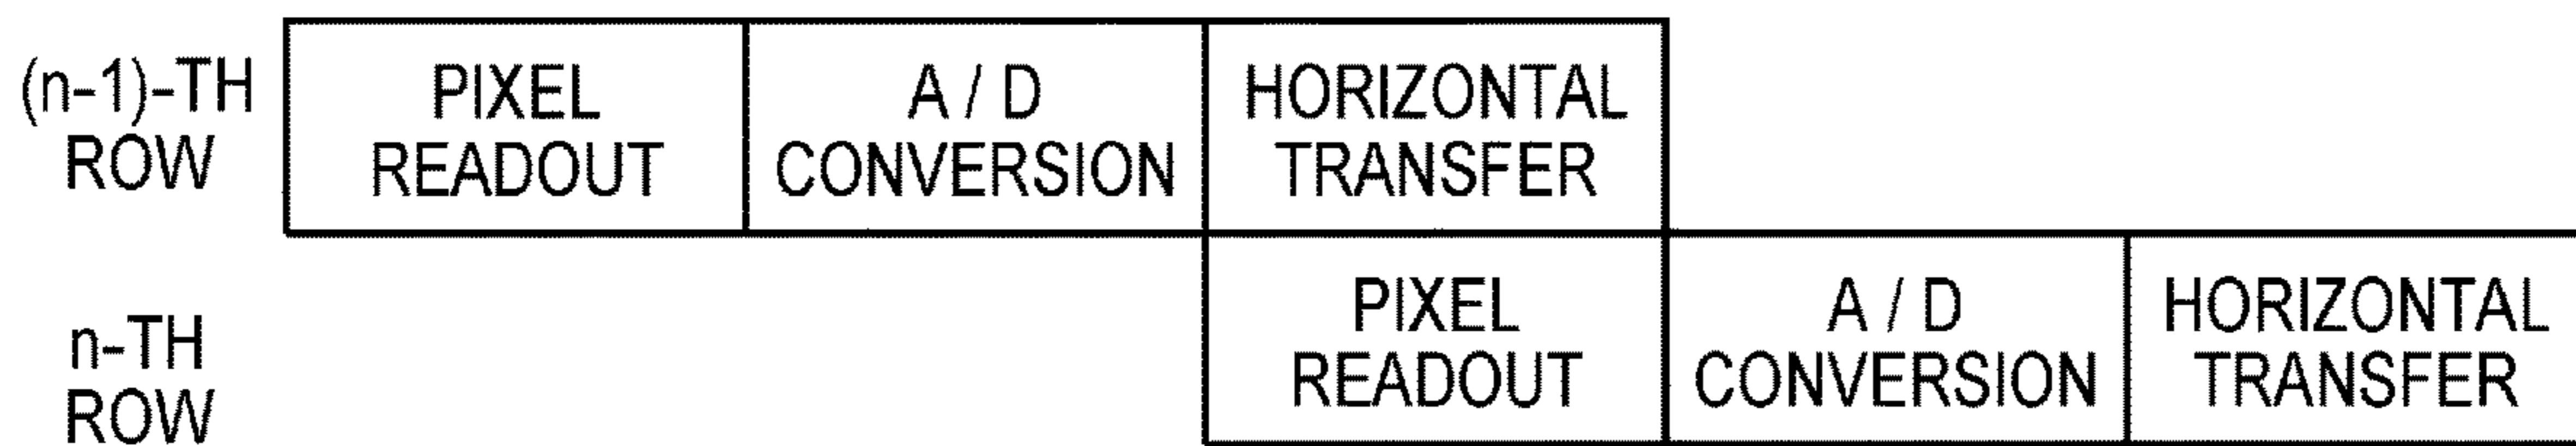 (n-1)-TH
ROW
PIXEL
READOUT
A / D
CONVERSION
HORIZONTAL
TRANSFER
n-TH
ROW
PIXEL
READOUT
A / D
CONVERSION
HORIZONTAL
TRANSFER